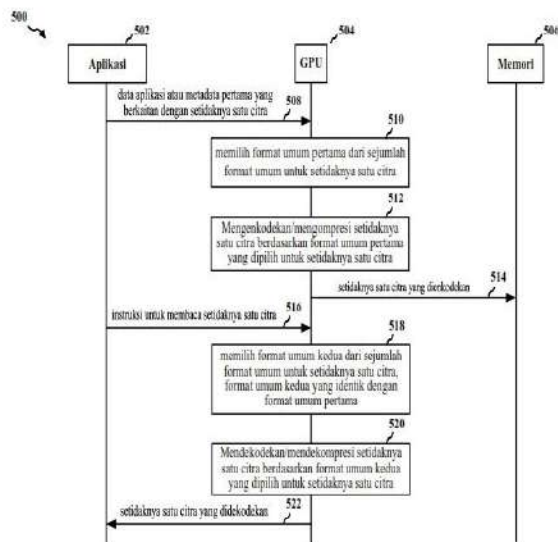 500
502
504
506
Aplikasi
GPU
Memori
data aplikasi atau metadata pertama yang
berkaitan dengan setidaknya satu citra
508
510
memilih format umum pertama dari sejumlah
format umum untuk setidaknya satu citra
512
Mengenkodekan/mengompresi setidaknya
satu citra berdasarkan format umum pertama
yang dipilih untuk setidaknya satu citra
514
setidaknya satu citra yang dienkodekan
516
instruksi untuk membaca setidaknya satu citra
518
memilih format umum kedua dari sejumlah
format umum untuk setidaknya satu citra,
format umum kedua yang identik dengan
format umum pertama
520
Mendekodekan/mendekompresi setidaknya
satu citra berdasarkan format umum kedua
yang dipilih untuk setidaknya satu citra
522
setidaknya satu citra yang didekodekan